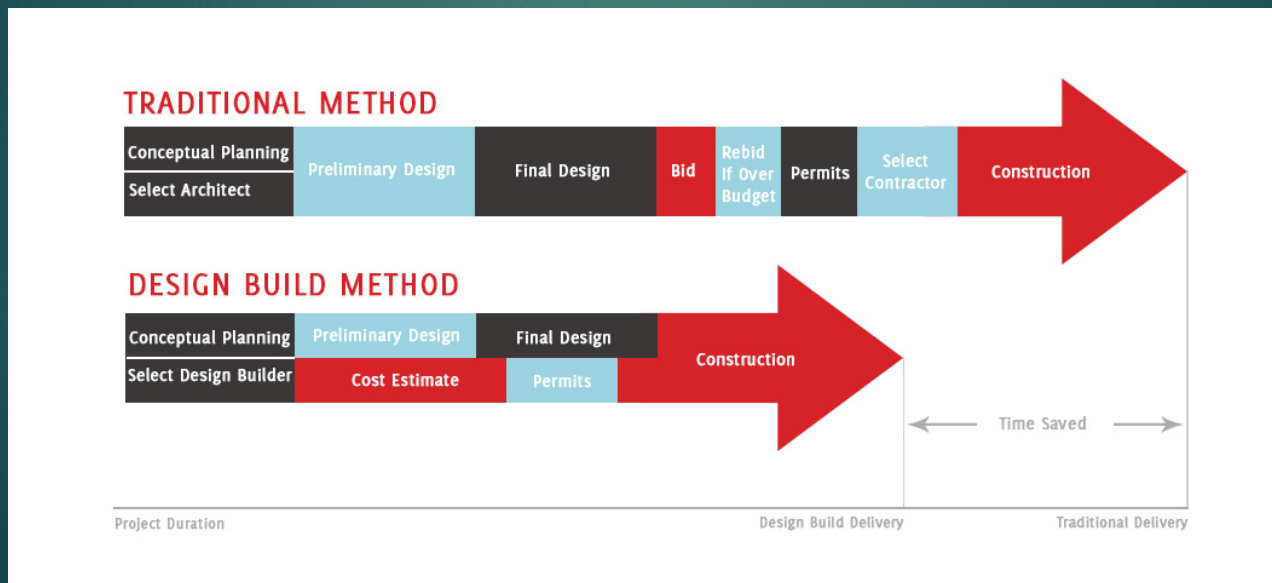 TRADITIONAL METHOD
Conceptual Planning
Select Architect
Preliminary Design
Final Design
Bid
Rebid
If Over
Budget
Permits
Select
Contractor
Construction
DESIGN BUILD METHOD
Conceptual Planning
Select Design Builder
Preliminary Design
Final Design
Cost Estimate
Permits
Construction
Time Saved
Project Duration
Design Build Delivery
Traditional Delivery